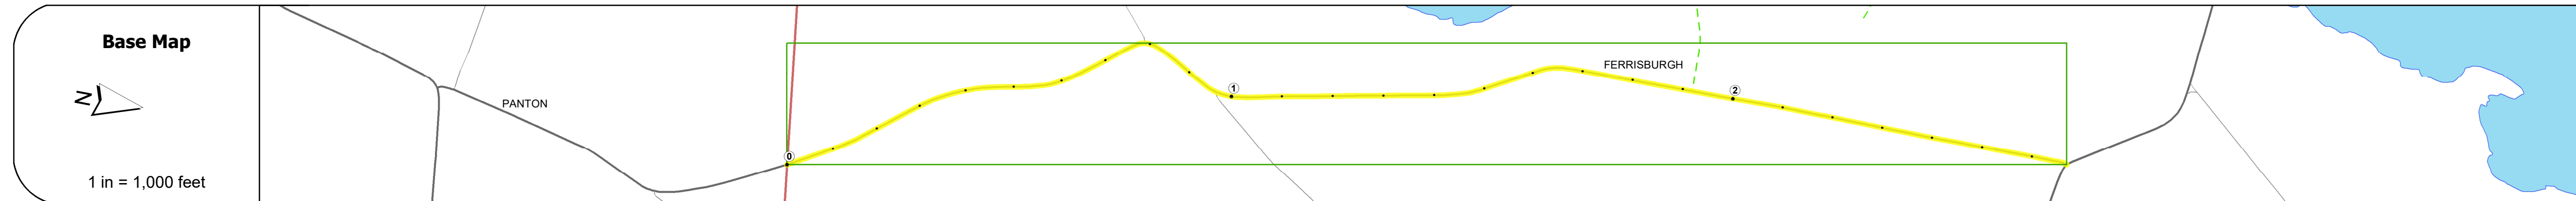 Base Map
N
1 in = 1,000 feet
PANTON
0
1
FERRISBURGH
2